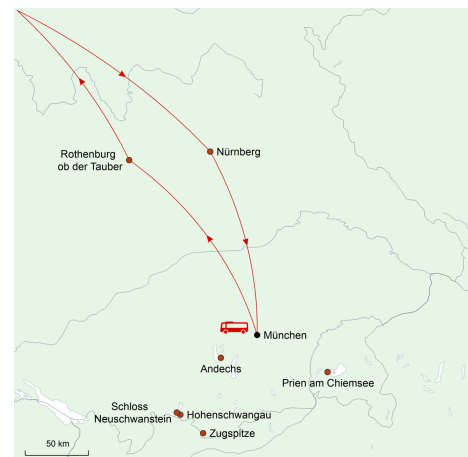 Nürnberg
Rothenburg
ob der Tauber
München
Andechs
Prien am Chiemsee
Schloss
Neuschwanstein
Hohenschwangau
Zugspitze
50 km